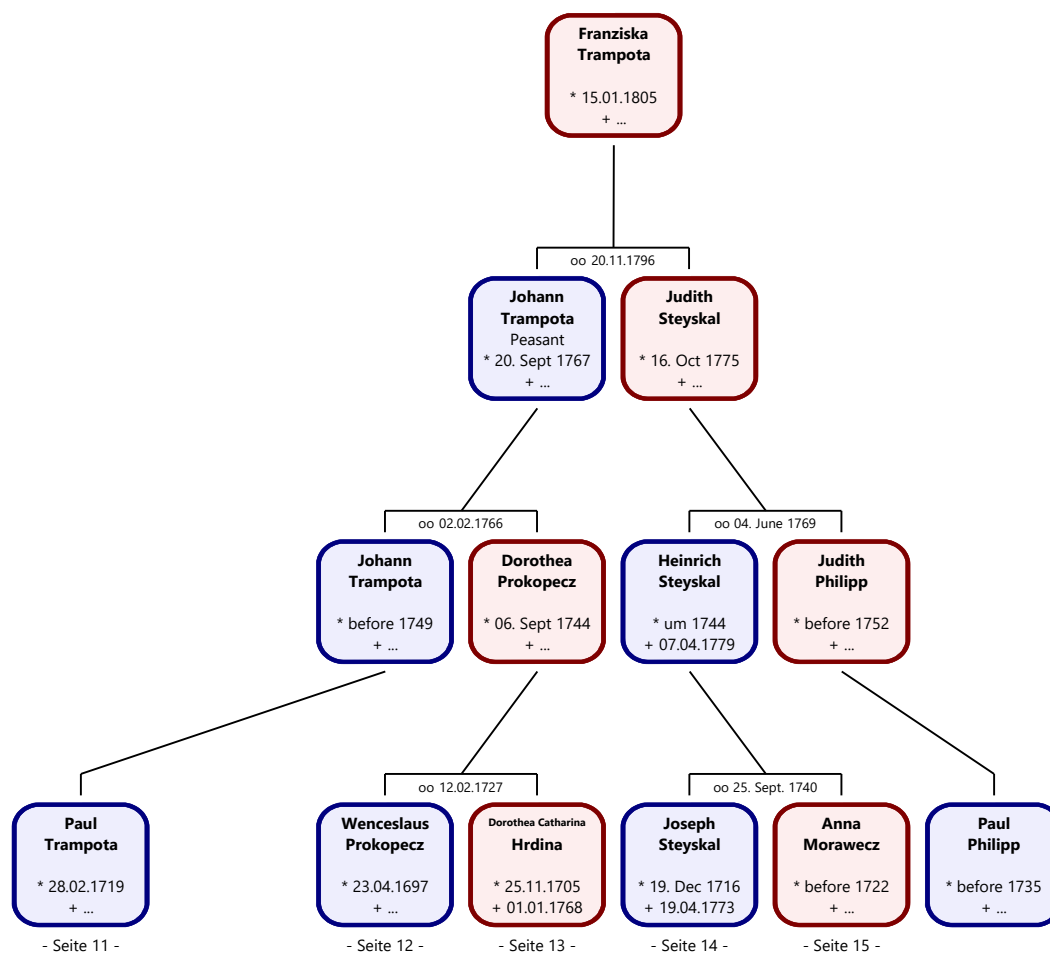 Franziska
Trampota
* 15.01.1805
+ ...
oo 20.11.1796
Johann
Trampota
Peasant
* 20. Sept 1767
+ ...
Judith
Steyskal
* 16. Oct 1775
+ ...
oo 02.02.1766
oo 04. June 1769
Johann
Trampota
* before 1749
+ ...
Dorothea
Prokopecz
* 06. Sept 1744
+ ...
Heinrich
Steyskal
* um 1744
+ 07.04.1779
Judith
Philipp
* before 1752
+ ...
oo 12.02.1727
oo 25. Sept. 1740
Paul
Trampota
* 28.02.1719
+ ...
Wenceslaus
Prokopecz
* 23.04.1697
+ ...
Dorothea Catharina
Hrdina
* 25.11.1705
+ 01.01.1768
Joseph
Steyskal
* 19. Dec 1716
+ 19.04.1773
Anna
Morawecz
* before 1722
+ ...
Paul
Philipp
* before 1735
+ ...
- Seite 11 -
- Seite 12 -
- Seite 13 -
- Seite 14 -
- Seite 15 -